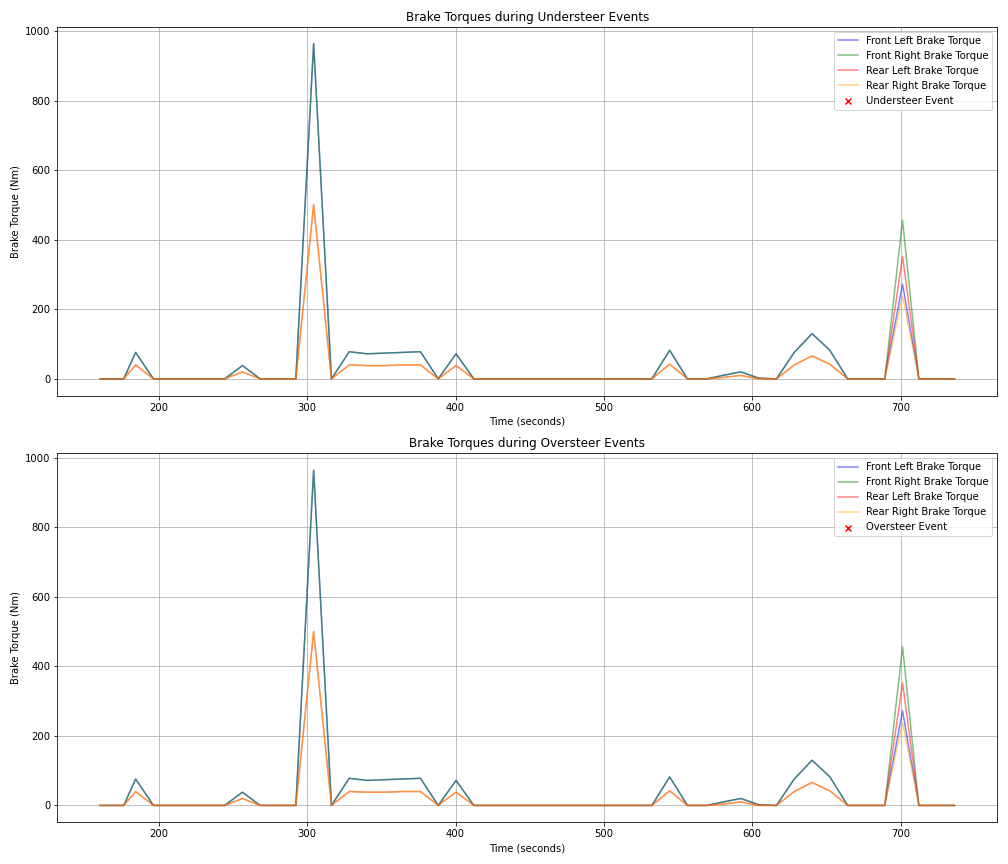 Brake Torques during Understeer Events
Brake Torque (Nm)
1000
800
600
400
200
0
Front Left Brake Torque
Front Right Brake Torque
Rear Left Brake Torque
Rear Right Brake Torque
Understeer Event
200 300 400 500 600 700
Time (seconds)
Brake Torques during Oversteer Events
Brake Torque (Nm)
1000
800
600
400
200
0
Front Left Brake Torque
Front Right Brake Torque
Rear Left Brake Torque
Rear Right Brake Torque
Oversteer Event
200 300 400 500 600 700
Time (seconds)